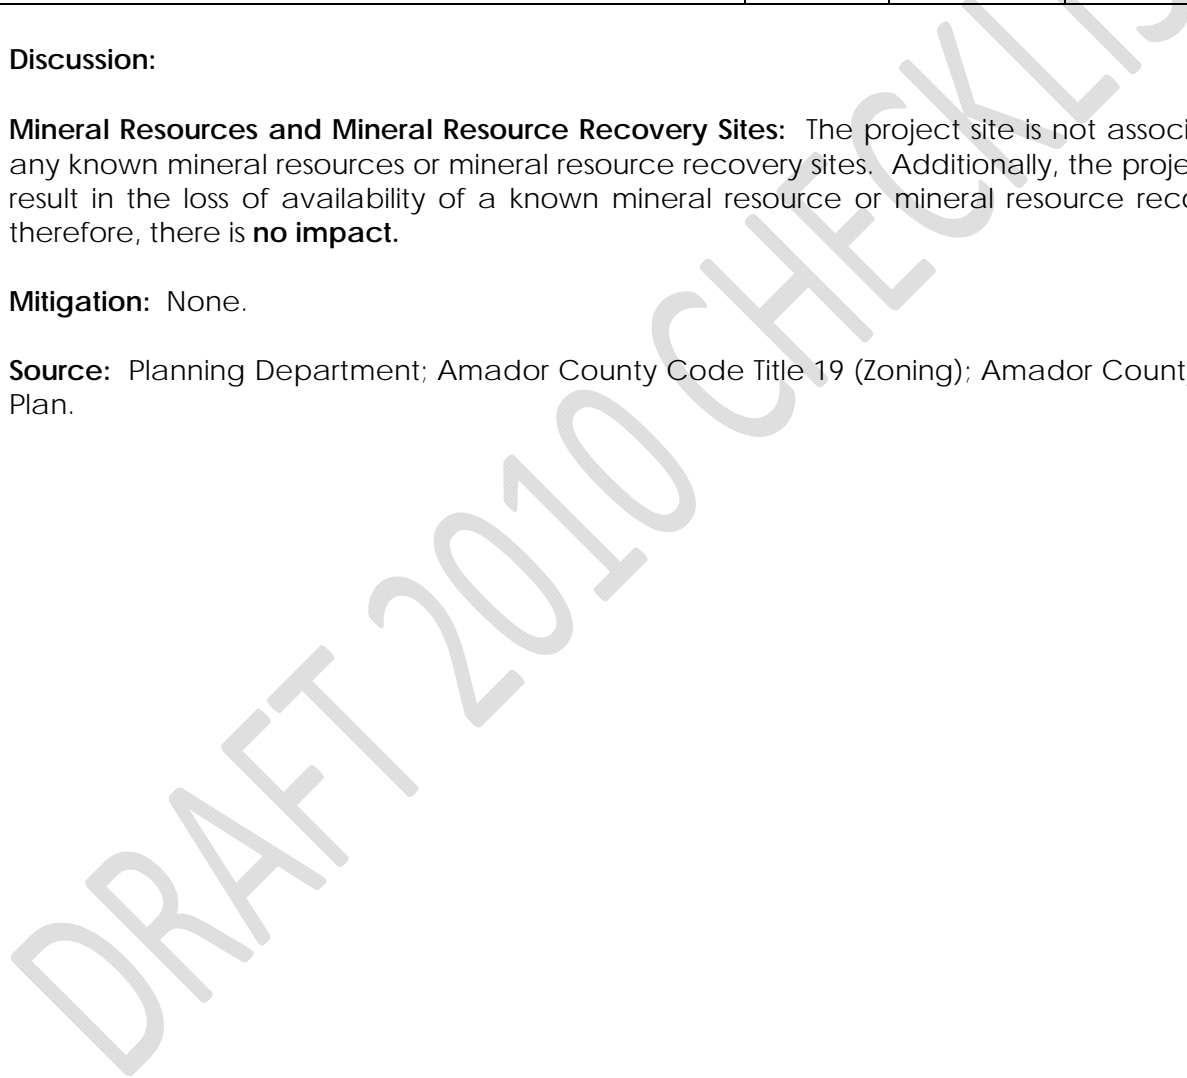 Discussion:
Mineral Resources and Mineral Resource Recovery Sites: The project site is not associ
any known mineral resources or mineral resource recovery sites. Additionally, the proje
result in the loss of availability of a known mineral resource or mineral resource reco
therefore, there is no impact.
Mitigation: None.
Source: Planning Department; Amador County Code Title 19 (Zoning); Amador Count
Plan.
DRAFT 2010 CHECKLIS